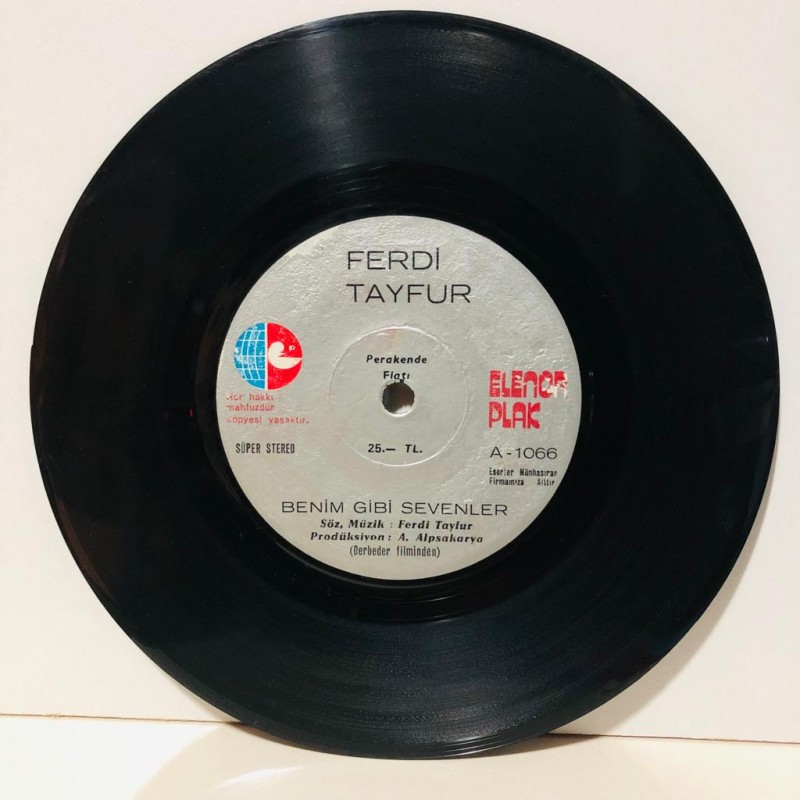 FERDİ
TAYFUR
Perakende
Fiatı
ELENOR
PLAK
Her hakkı
mahfuzdur
kopyesi yasaktır.
SÜPER STEREO
25.— TL.
A-1066
Eserler Münhasıran
Firmamıza Aittir
BENİM GİBİ SEVENLER
Söz, Müzik : Ferdi Tayfur
Prodüksiyon: A. Alpsakarya
(Derbeder filminden)